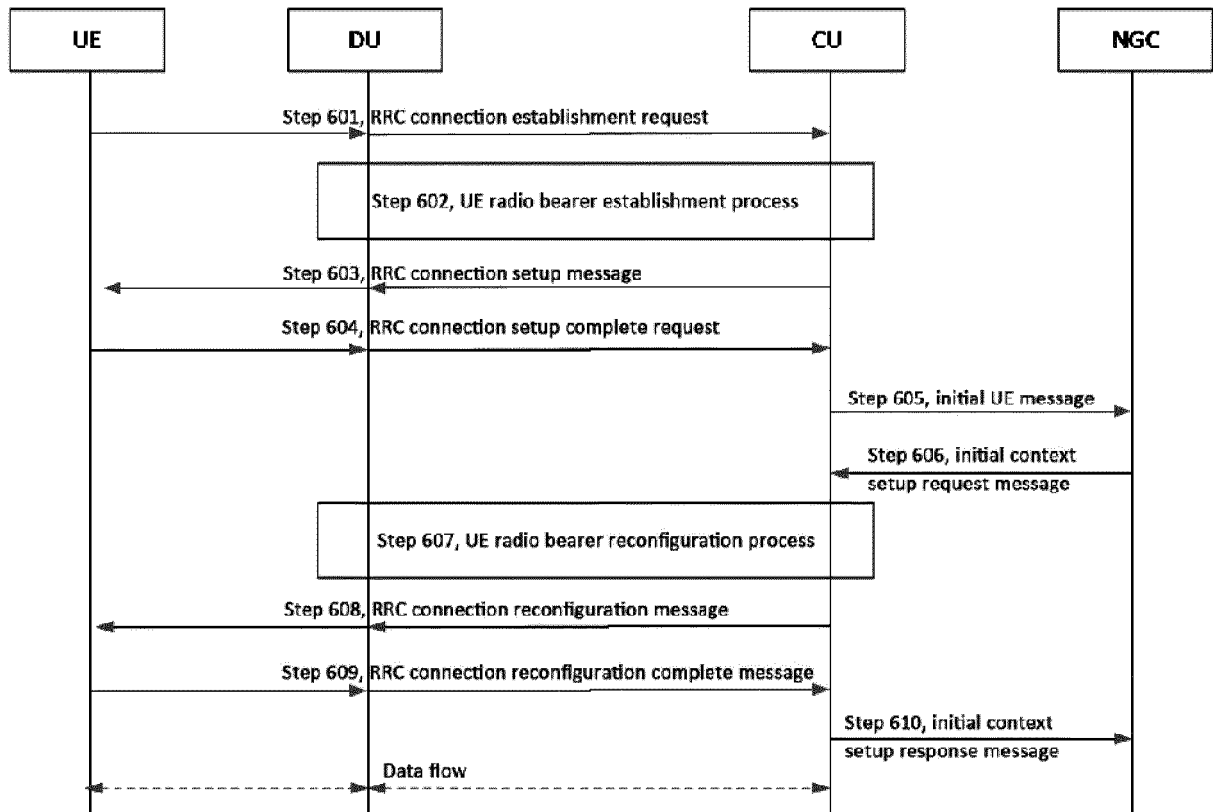 UE
DU
CU
NGC
Step 601, RRC connection establishment request
Step 602, UE radio bearer establishment process
Step 603, RRC connection setup message
Step 604, RRC connection setup complete request
Step 605, initial UE message
Step 606, initial context
setup request message
Step 607, UE radio bearer reconfiguration process
Step 608, RRC connection reconfiguration message
Step 609, RRC connection reconfiguration complete message
Step 610, initial context
setup response message
Data flow